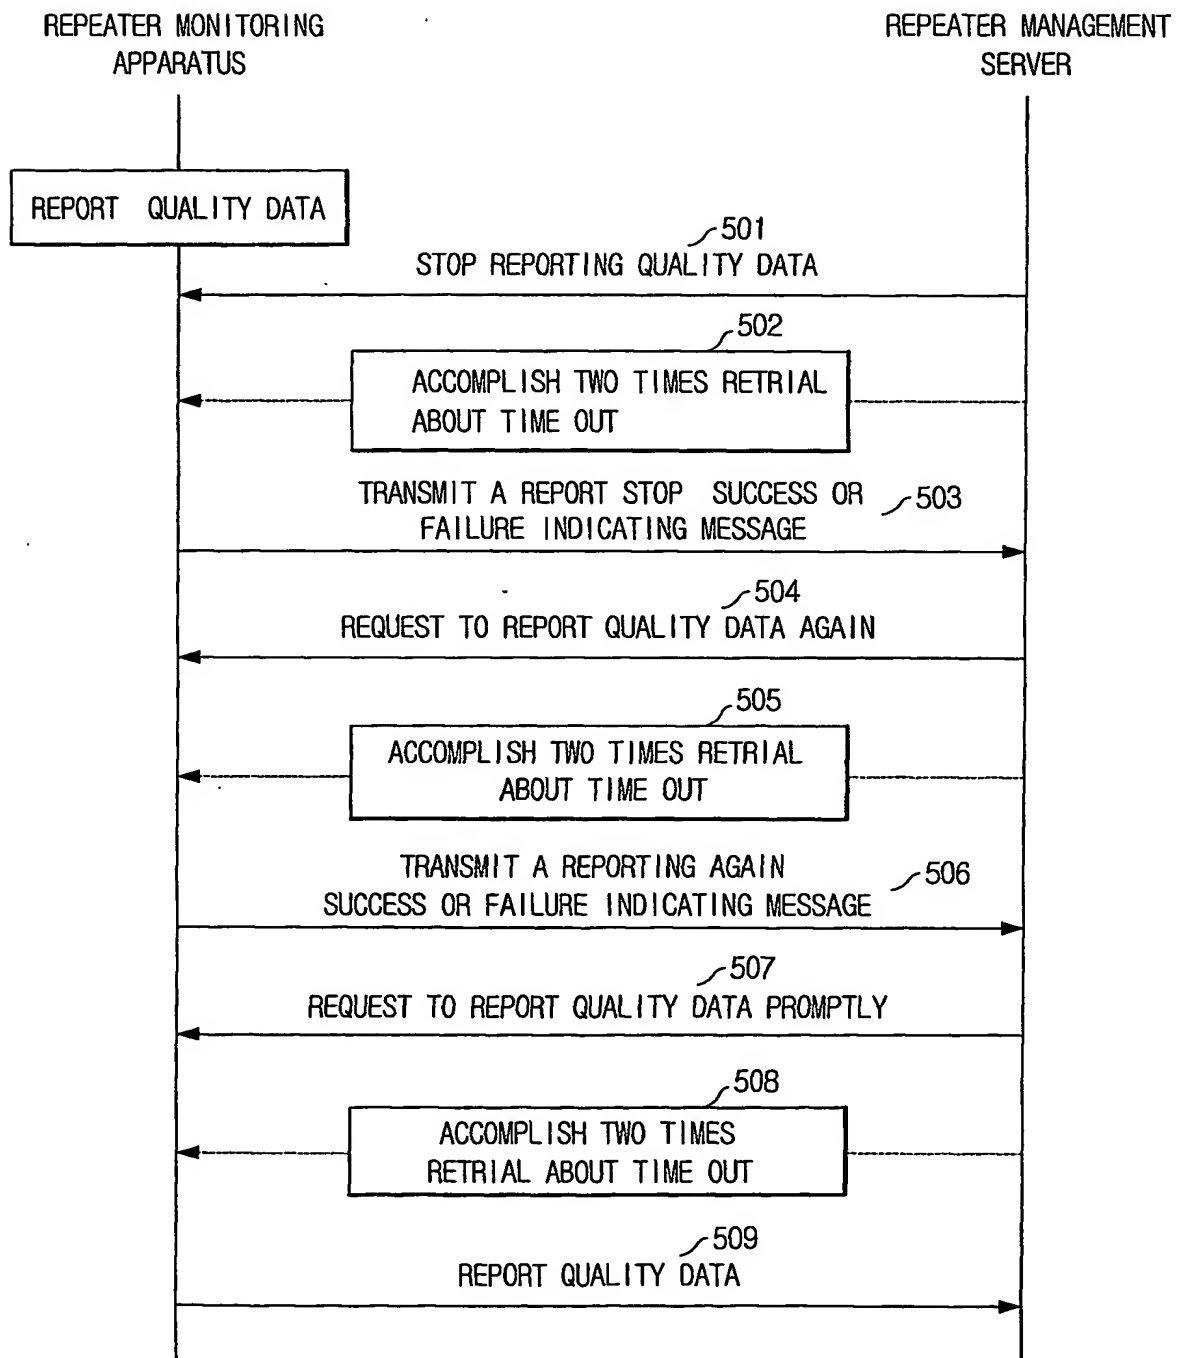 REPEATER MONITORING
APPARATUS
REPEATER MANAGEMENT
SERVER
REPORT QUALITY DATA
501
STOP REPORTING QUALITY DATA
502
ACCOMPLISH TWO TIMES RETRIAL
ABOUT TIME OUT
TRANSMIT A REPORT STOP SUCCESS OR
FAILURE INDICATING MESSAGE
503
504
REQUEST TO REPORT QUALITY DATA AGAIN
505
ACCOMPLISH TWO TIMES RETRIAL
ABOUT TIME OUT
TRANSMIT A REPORTING AGAIN
SUCCESS OR FAILURE INDICATING MESSAGE
506
507
REQUEST TO REPORT QUALITY DATA PROMPTLY
508
ACCOMPLISH TWO TIMES
RETRIAL ABOUT TIME OUT
509
REPORT QUALITY DATA